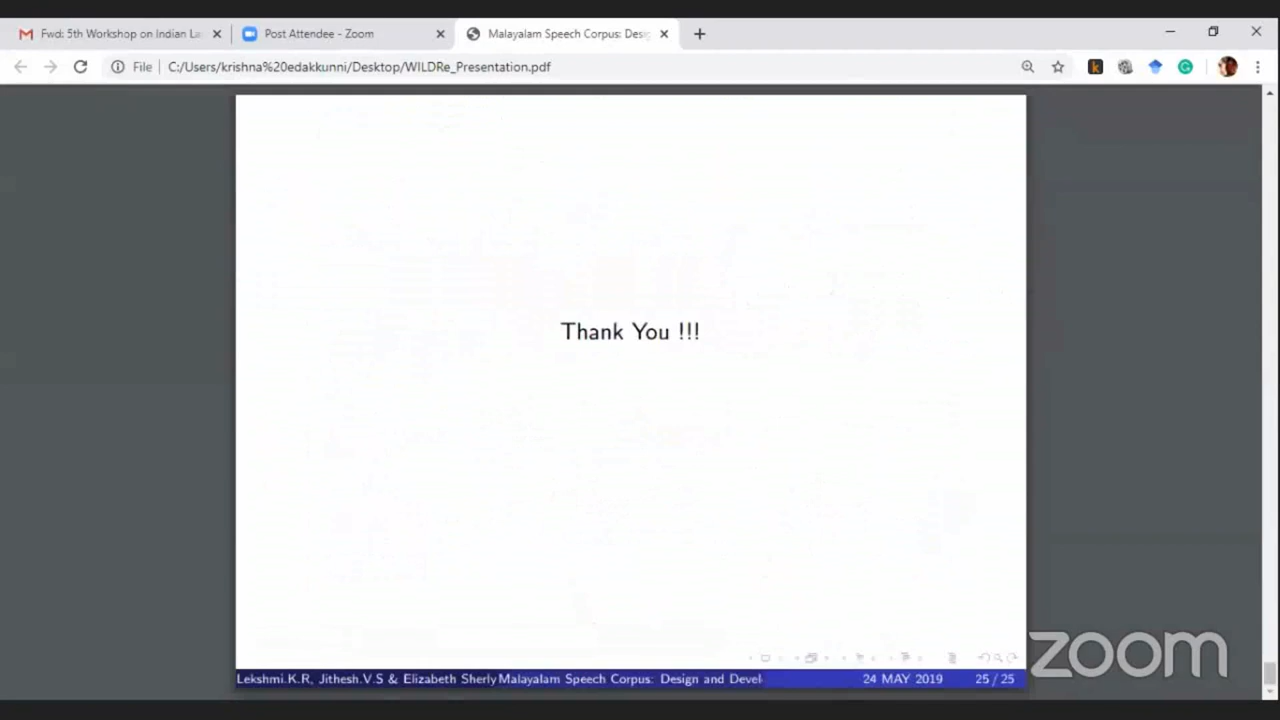 Fwd: 5th Workshop on Indian La
Post Attendee - Zoom
Malayalam Speech Corpus: Desig
File
C:/Users/krishna%20edakkunni/Desktop/WILDRe_Presentation.pdf
Thank You !!!
zoom
Lekshmi.K.R, Jithesh.V.S & Elizabeth Sherly Malayalam Speech Corpus: Design and Devel
24 MAY 2019
25 / 25